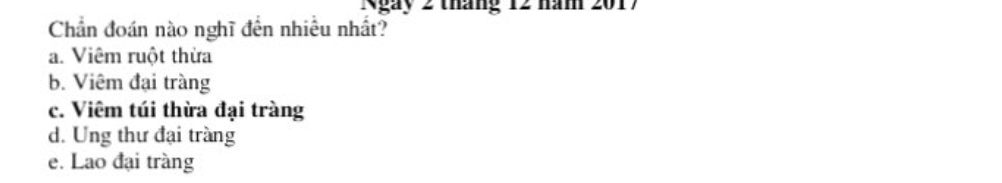 Ngày 2 tháng 12 năm 2017
Chẩn đoán nào nghĩ đến nhiều nhất?
a. Viêm ruột thừa
b. Viêm đại tràng
c. Viêm túi thừa đại tràng
d. Ung thư đại tràng
e. Lao đại tràng